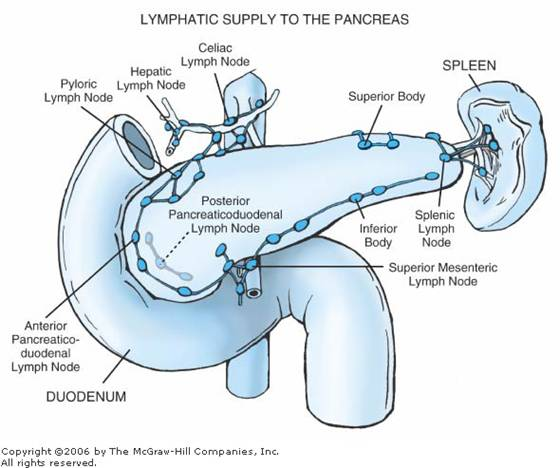 LYMPHATIC SUPPLY TO THE PANCREAS
Celiac
Lymph Node
Hepatic
Lymph Node
Pyloric
Lymph Node
SPLEEN
Superior Body
Posterior
Pancreaticoduodenal
Lymph Node
Splenic
Lymph
Node
Inferior
Body
Superior Mesenteric
Lymph Node
Anterior
Pancreatico-
duodenal
Lymph Node
DUODENUM
Copyright ©2006 by The McGraw-Hill Companies, Inc.
All rights reserved.